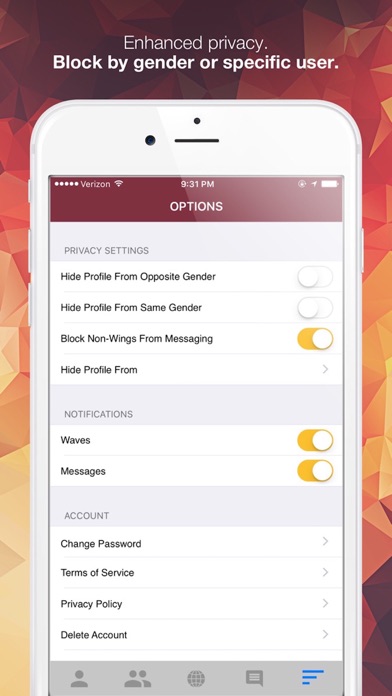 Enhanced privacy.
Block by gender or specific user.
Verizon 9:31 PM
OPTIONS
PRIVACY SETTINGS
Hide Profile From Opposite Gender
Hide Profile From Same Gender
Block Non-Wings From Messaging
Hide Profile From
NOTIFICATIONS
Waves
Messages
ACCOUNT
Change Password
Terms of Service
Privacy Policy
Delete Account